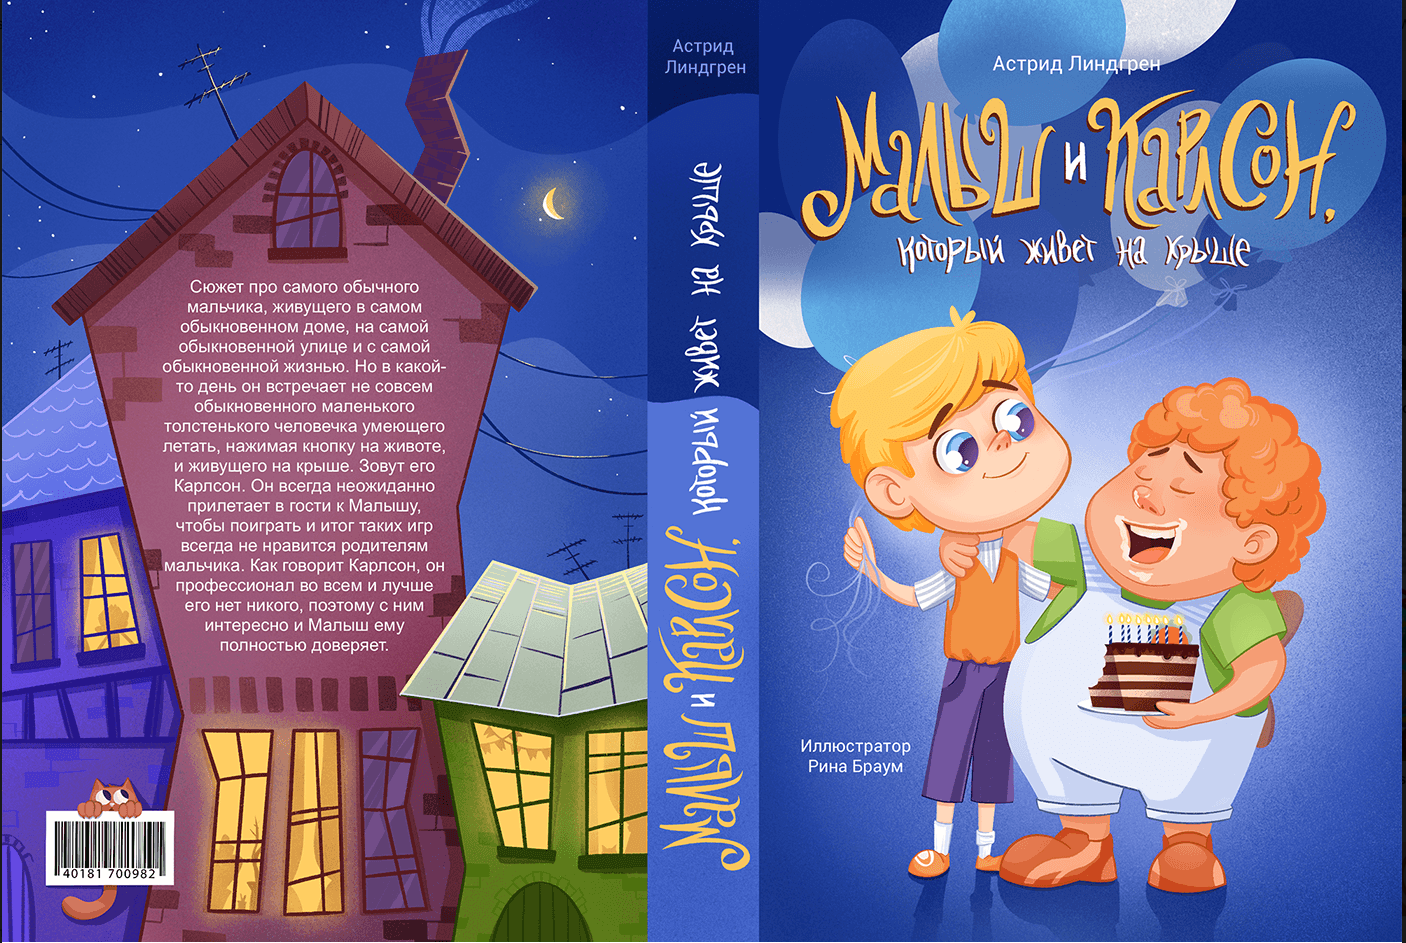 Сюжет про самого обычного
мальчика, живущего в самом
обыкновенном доме, на самой
обыкновенной улице и с самой
обыкновенной жизнью. Но в какой-
то день он встречает не совсем
обыкновенного маленького
толстенького человечка умеющего
летать, нажимая кнопку на животе,
и живущего на крыше. Зовут его
Карлсон. Он всегда неожиданно
прилетает в гости к Малышу,
чтобы поиграть и итог таких игр
всегда не нравится родителям
мальчика. Как говорит Карлсон, он
профессионал во всем и лучше
его нет никого, поэтому с ним
интересно и Малыш ему
полностью доверяет.
40181 700982
Астрид
Линдгрен
Малыш и Карлсон, который живет на крыше
Астрид Линдгрен
Малыш и Карлсон,
который живет на крыше
Иллюстратор
Рина Браум